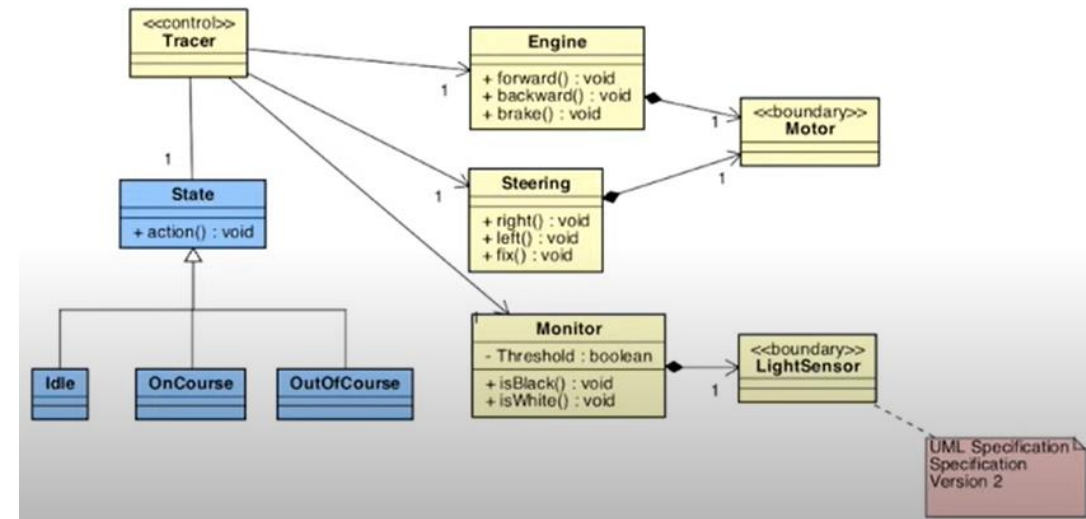 <<control>>
Tracer
Engine
+ forward() : void
+ backward() : void
+ brake() : void
1
1
<<boundary>>
Motor
1
State
+ action() : void
1
Steering
+ right() : void
+ left() : void
+ fix() : void
1
1
Monitor
- Threshold : boolean
+ isBlack() : void
+ isWhite() : void
1
<<boundary>>
LightSensor
Idle
OnCourse
OutOfCourse
UML Specification
Specification
Version 2